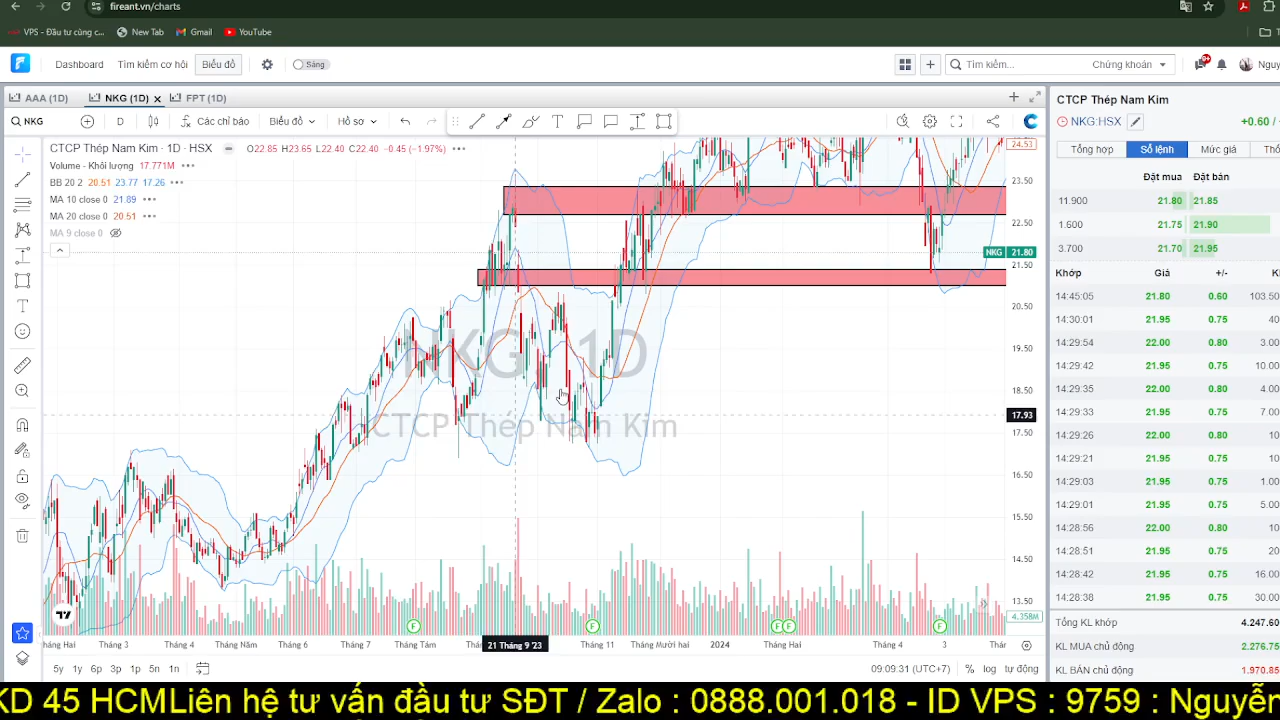 fireant.vn/charts
VPS - Đầu tư cùng c...
New Tab
Gmail
YouTube
Dashboard
Tìm kiếm cơ hội
Biểu đồ
Sáng
Tìm kiếm...
Chứng khoán
9+
AAA (1D)
NKG (1D)
FPT (1D)
NKG
D
Các chỉ báo
Biểu đồ
Hồ sơ
CTCP Thép Nam Kim · 1D · HSX
O22.85 H23.65 L22.40 C22.40 -0.45 (-1.97%)
Volume - Khối lượng 17.771M
BB 20 2 20.51 23.77 17.26
MA 10 close 0 21.89
MA 20 close 0 20.51
MA 9 close 0
NKG, 1D
CTCP Thép Nam Kim
24.53
23.50
22.50
NKG 21.80
21.50
20.50
19.50
18.50
17.93
17.50
16.50
15.50
14.50
13.50
4.358M
F F F F F
Tháng 3
Tháng 4
Tháng Năm
Tháng 6
Tháng 7
Tháng Tám
21 Tháng 9 '23
Tháng 11
Tháng Mười hai
2024
Tháng Hai
Tháng 4
3
5y 1y 6p 3p 1p 5n 1n
09:09:31 (UTC+7)
% log tự động
CTCP Thép Nam Kim
NKG:HSX
+0.60 /
Tổng hợp
Sổ lệnh
Mức giá
Đặt mua Đặt bán
11.900 21.80 21.85
1.600 21.75 21.90
3.700 21.70 21.95
Khớp Giá +/-
14:45:05 21.80 0.60 103.50
14:30:01 21.95 0.75
14:29:54 22.00 0.80
14:29:42 21.95 0.75
14:29:35 22.00 0.80
14:29:33 21.95 0.75
14:29:26 22.00 0.80
14:29:21 21.95 0.75
14:29:03 21.95 0.75
14:29:01 21.95 0.75
14:28:56 22.00 0.80
14:28:51 21.95 0.75
14:28:42 21.95 0.75
14:28:38 21.95 0.75
Tổng KL khớp 4.247.60
KL MUA chủ động 2.276.75
KL BÁN chủ động 1.970.85
KD 45 HCMLiên hệ tư vấn đầu tư SĐT / Zalo : 0888.001.018 - ID VPS : 9759 : Nguyễn